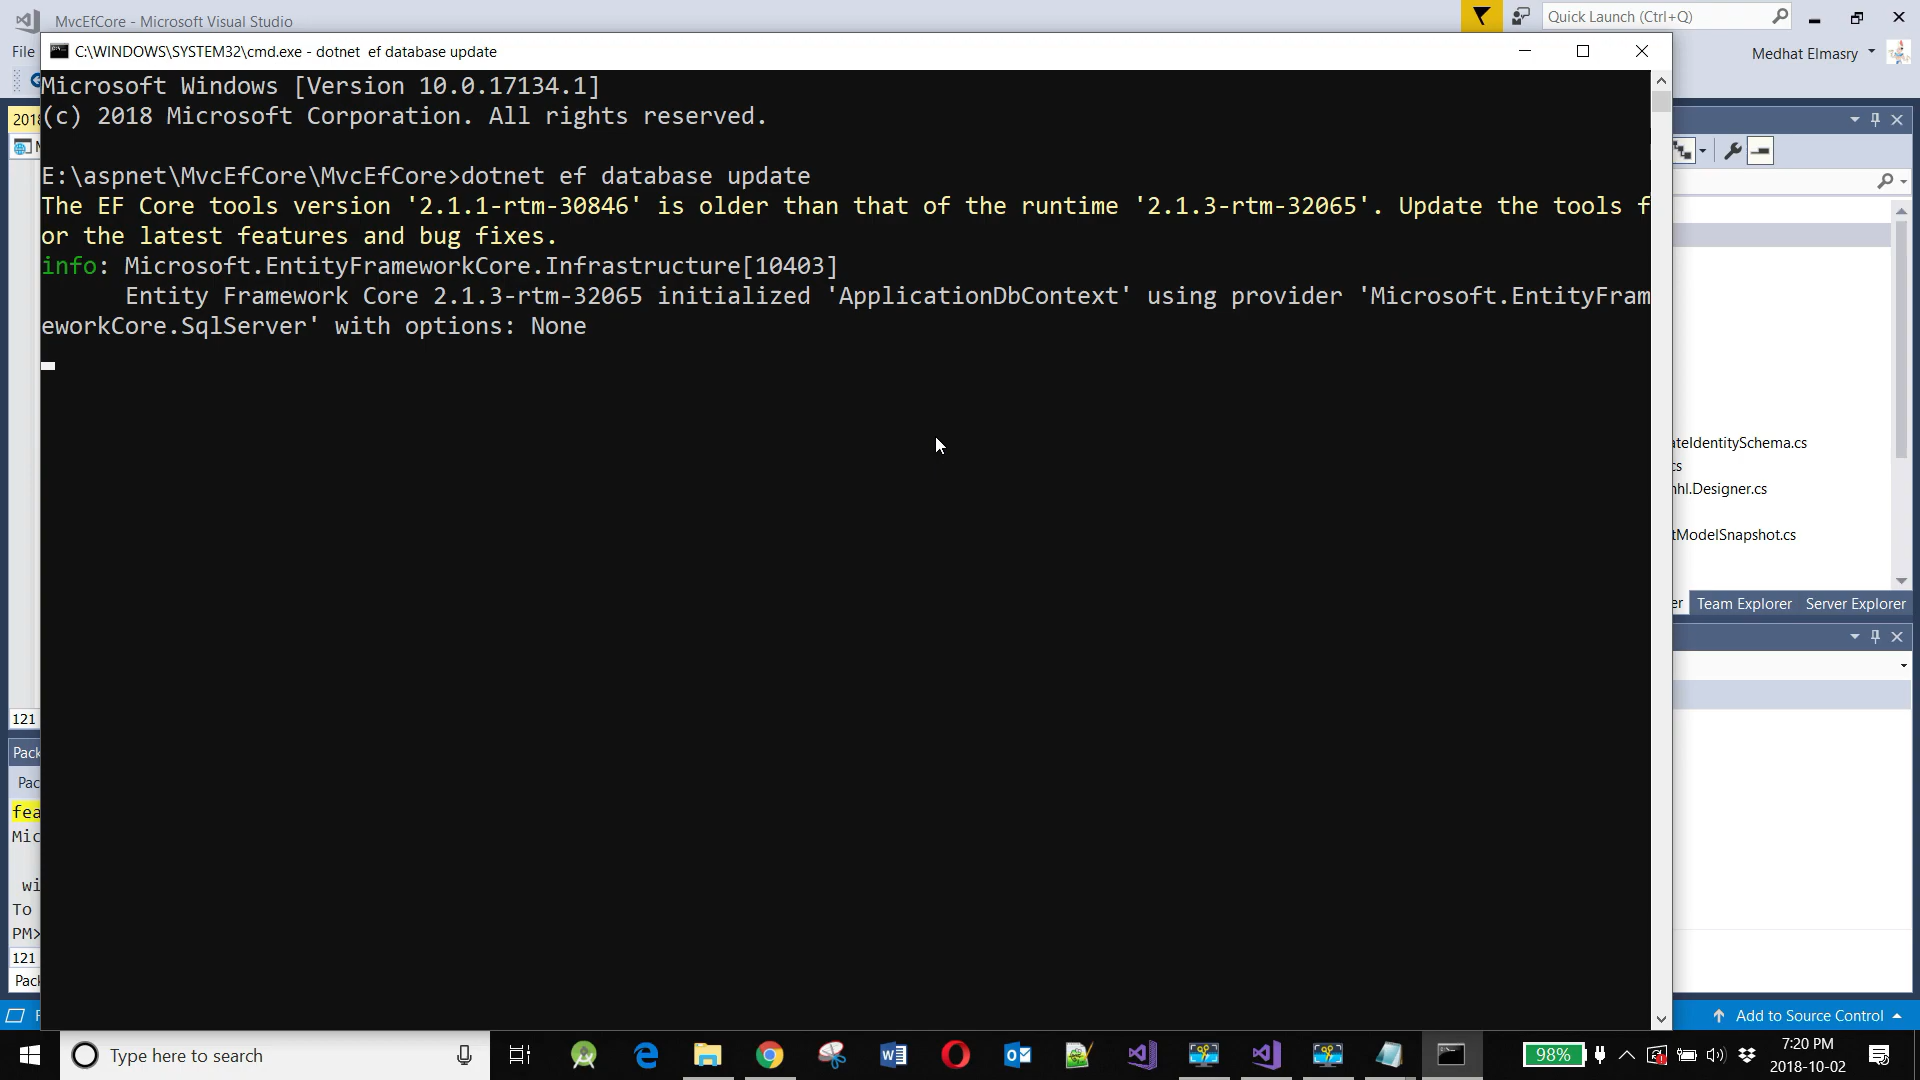 MvcEfCore - Microsoft Visual Studio
Quick Launch (Ctrl+Q)
File
C:\WINDOWS\SYSTEM32\cmd.exe - dotnet  ef database update
Medhat Elmasry
Microsoft Windows [Version 10.0.17134.1]
(c) 2018 Microsoft Corporation. All rights reserved.
2018
E:\aspnet\MvcEfCore\MvcEfCore>dotnet ef database update
The EF Core tools version '2.1.1-rtm-30846' is older than that of the runtime '2.1.3-rtm-32065'. Update the tools f
or the latest features and bug fixes.
info: Microsoft.EntityFrameworkCore.Infrastructure[10403]
      Entity Framework Core 2.1.3-rtm-32065 initialized 'ApplicationDbContext' using provider 'Microsoft.EntityFram
eworkCore.SqlServer' with options: None
ateIdentitySchema.cs
cs
nhl.Designer.cs
tModelSnapshot.cs
er Team Explorer Server Explorer
121
Pack
Pac
fea
Mic
wi
To
PM>
121
Pack
Add to Source Control
Type here to search
98%
7:20 PM
2018-10-02